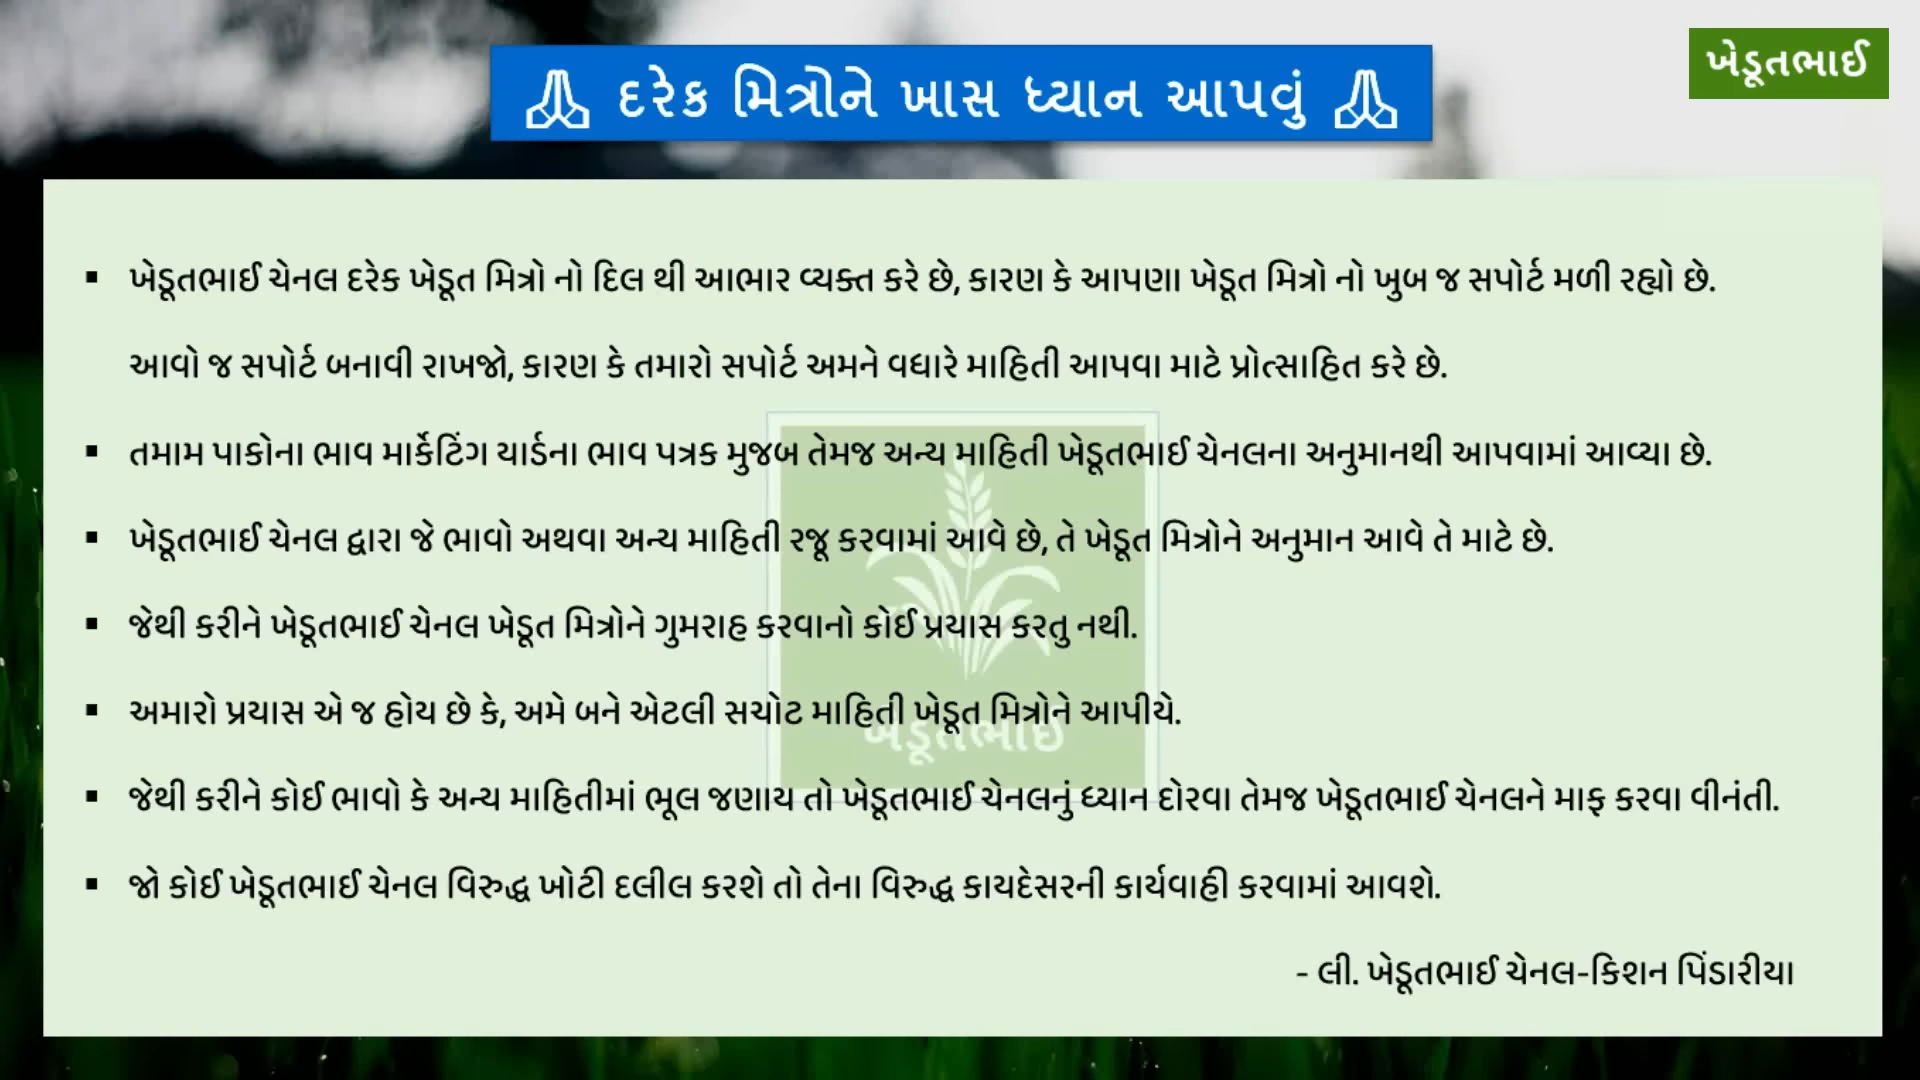 🙏 દરેક મિત્રોને ખાસ ધ્યાન આપવું 🙏
ખેડૂતભાઈ
▪ ખેડૂતભાઈ ચેનલ દરેક ખેડૂત મિત્રો નો દિલ થી આભાર વ્યક્ત કરે છે, કારણ કે આપણા ખેડૂત મિત્રો નો ખુબ જ સપોર્ટ મળી રહ્યો છે.
આવો જ સપોર્ટ બનાવી રાખજો, કારણ કે તમારો સપોર્ટ અમને વધારે માહિતી આપવા માટે પ્રોત્સાહિત કરે છે.
▪ તમામ પાકોના ભાવ માર્કેટિંગ યાર્ડના ભાવ પત્રક મુજબ તેમજ અન્ય માહિતી ખેડૂતભાઈ ચેનલના અનુમાનથી આપવામાં આવ્યા છે.
▪ ખેડૂતભાઈ ચેનલ દ્વારા જે ભાવો અથવા અન્ય માહિતી રજૂ કરવામાં આવે છે, તે ખેડૂત મિત્રોને અનુમાન આવે તે માટે છે.
▪ જેથી કરીને ખેડૂતભાઈ ચેનલ ખેડૂત મિત્રોને ગુમરાહ કરવાનો કોઈ પ્રયાસ કરતુ નથી.
▪ અમારો પ્રયાસ એ જ હોય છે કે, અમે બને એટલી સચોટ માહિતી ખેડૂત મિત્રોને આપીયે.
ખેડૂતભાઈ
▪ જેથી કરીને કોઈ ભાવો કે અન્ય માહિતીમાં ભૂલ જણાય તો ખેડૂતભાઈ ચેનલનું ધ્યાન દોરવા તેમજ ખેડૂતભાઈ ચેનલને માફ કરવા વીનંતી.
▪ જો કોઈ ખેડૂતભાઈ ચેનલ વિરુદ્ધ ખોટી દલીલ કરશે તો તેના વિરુદ્ધ કાયદેસરની કાર્યવાહી કરવામાં આવશે.
- લી. ખેડૂતભાઈ ચેનલ-કિશન પિંડારીયા